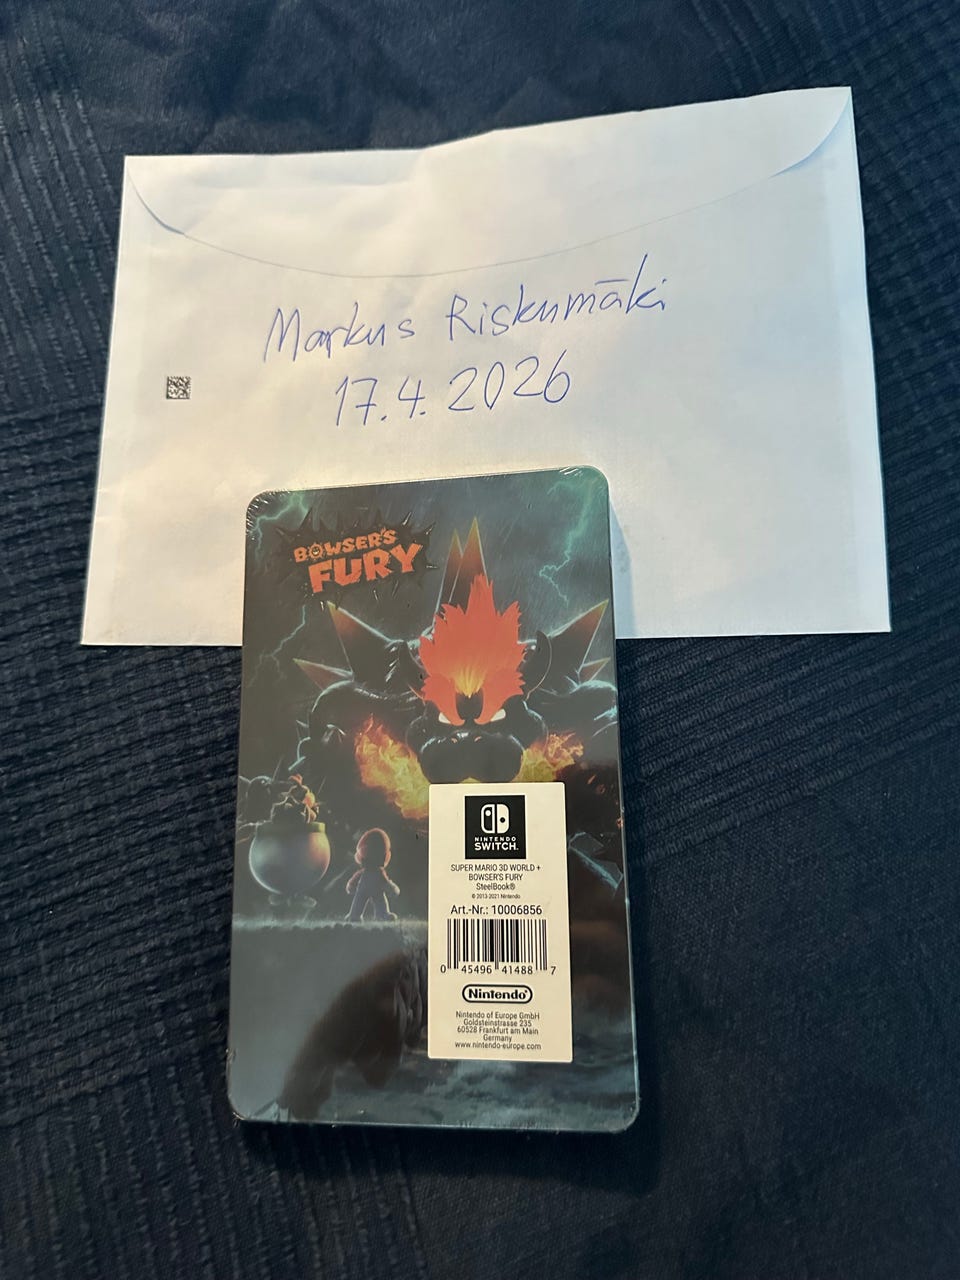 Markus Riskumäki
17.4.2026
BOWSER'S
FURY
NINTENDO
SWITCH
SUPER MARIO 3D WORLD +
BOWSER'S FURY
SteelBook®
© 2013-2021 Nintendo
Art.-Nr.: 10006856
0 45496 41488 7
Nintendo
Nintendo of Europe GmbH
Goldsteinstrasse 235
60528 Frankfurt am Main
Germany
www.nintendo-europe.com